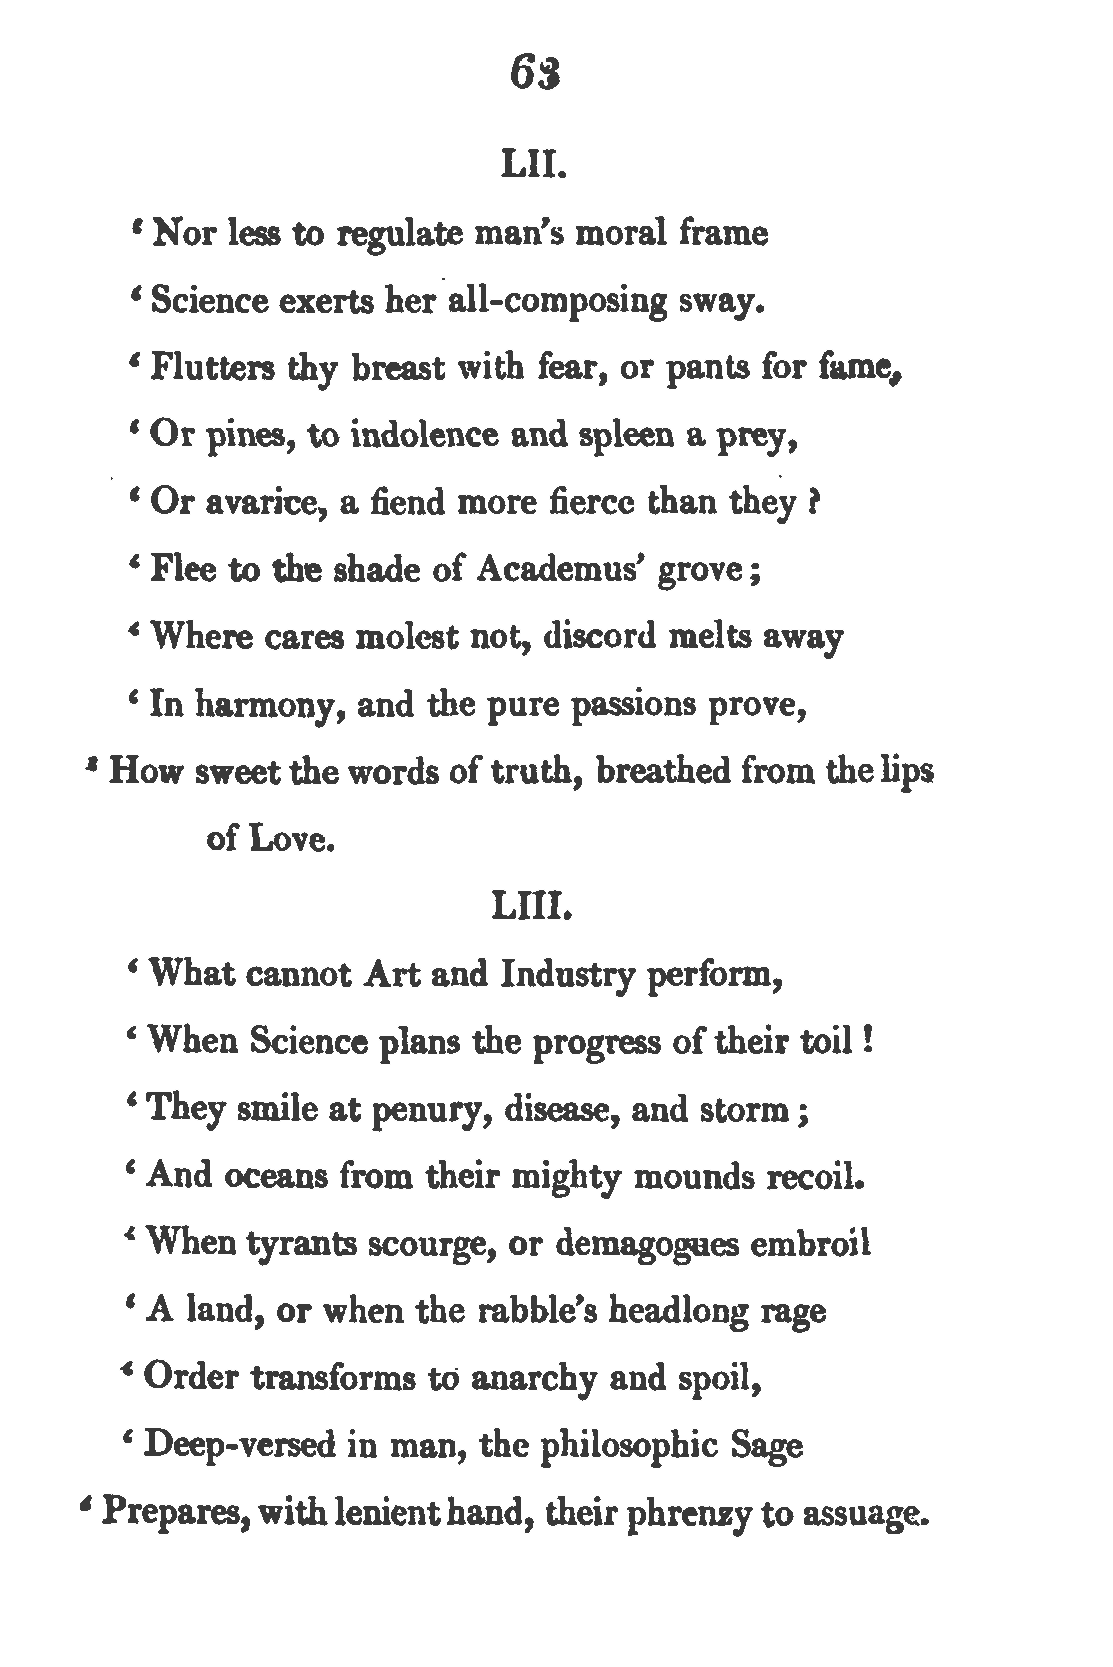 63
LII.
‘ Nor less to regulate man’s moral frame
‘ Science exerts her all-composing sway.
‘ Flutters thy breast with fear, or pants for fame,
‘ Or pines, to indolence and spleen a prey,
‘ Or avarice, a fiend more fierce than they ?
‘ Flee to the shade of Academus’ grove ;
‘ Where cares molest not, discord melts away
‘ In harmony, and the pure passions prove,
‘ How sweet the words of truth, breathed from the lips
of Love.
LIII.
‘ What cannot Art and Industry perform,
‘ When Science plans the progress of their toil !
‘ They smile at penury, disease, and storm ;
‘ And oceans from their mighty mounds recoil.
‘ When tyrants scourge, or demagogues embroil
‘ A land, or when the rabble’s headlong rage
‘ Order transforms to anarchy and spoil,
‘ Deep-versed in man, the philosophic Sage
‘ Prepares, with lenient hand, their phrenzy to assuage.